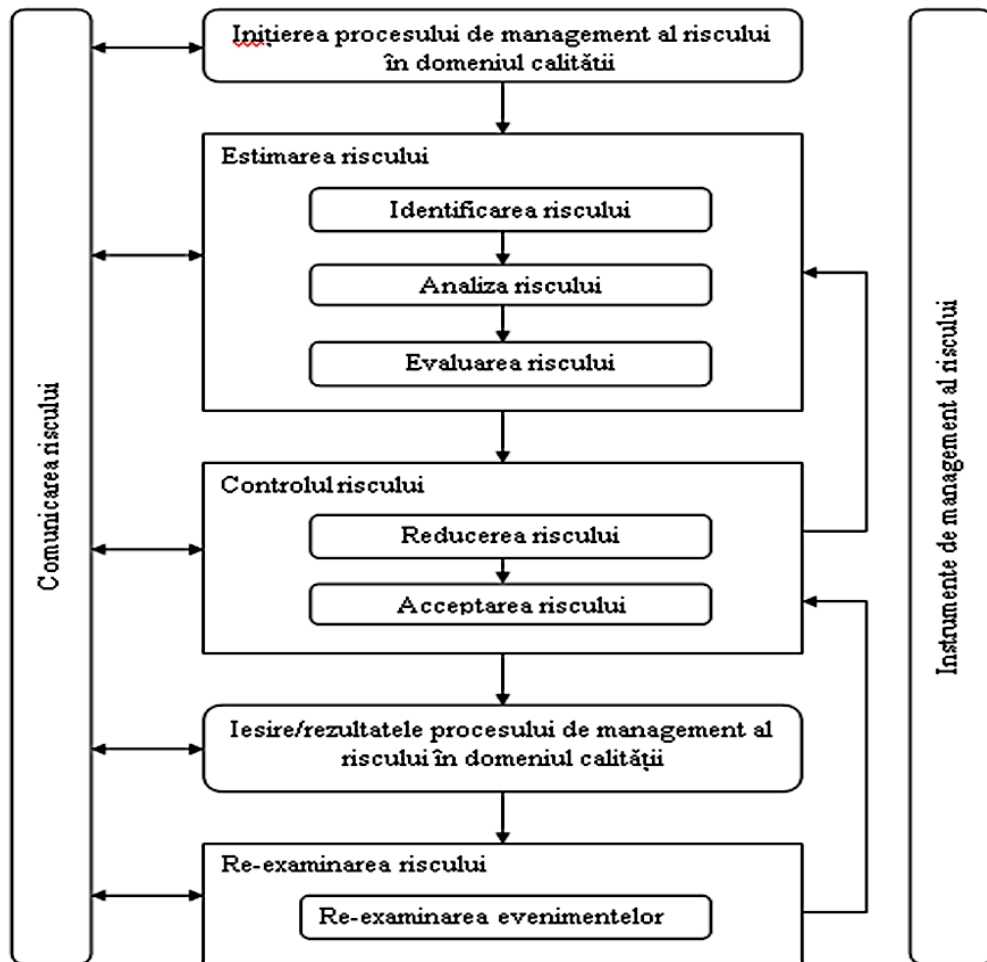 Inițierea procesului de management al riscului
în domeniul calitătii
Estimarea riscului
Identificarea riscului
Analiza riscului
Evaluarea riscului
Controlul riscului
Reducerea riscului
Acceptarea riscului
Iesire/rezultatele procesului de management al
riscului în domeniul calității
Re-examinarea riscului
Re-examinarea evenimentelor
Comunicarea riscului
Instrumente de management al riscului